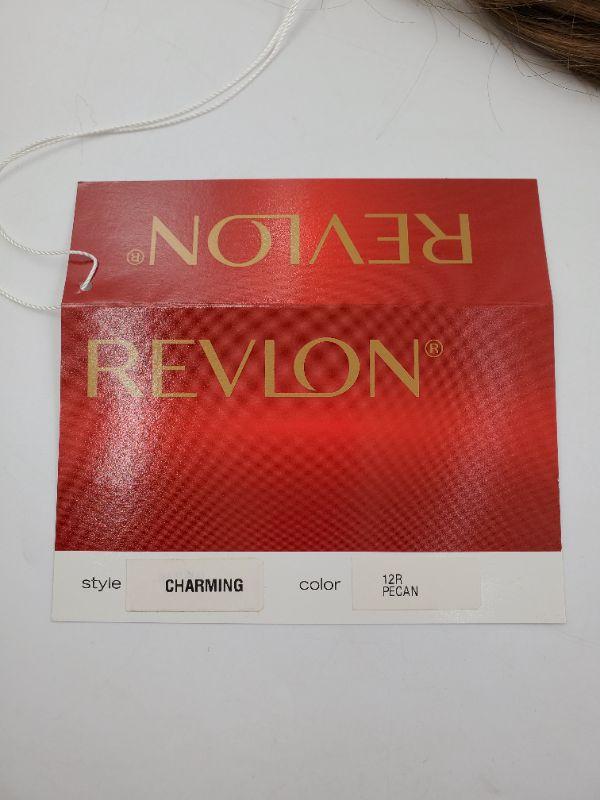 REVLON®
REVLON®
style CHARMING color 12R
PECAN